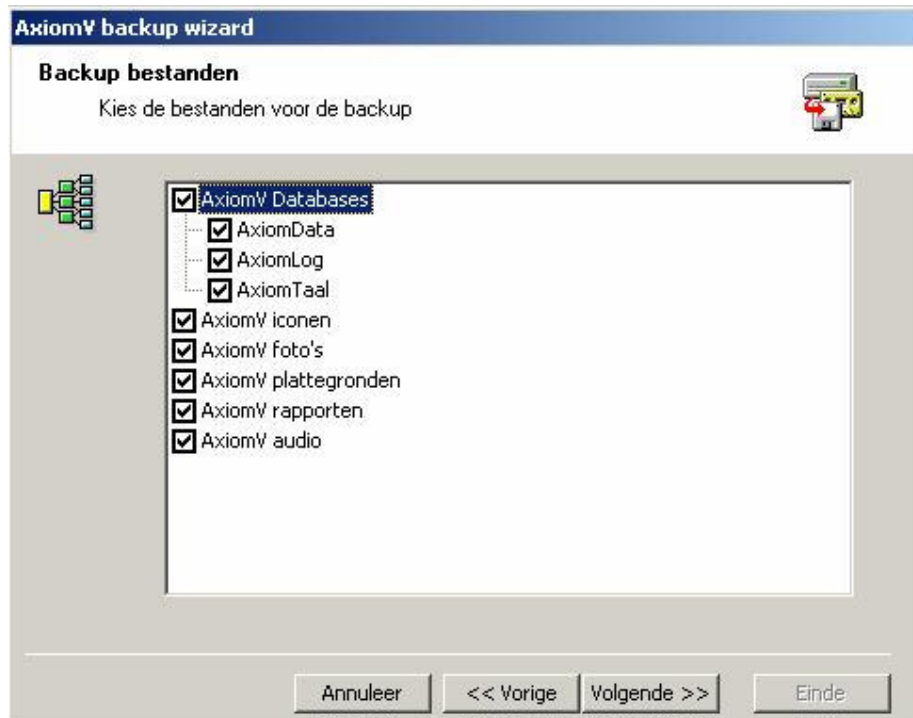 AxiomV backup wizard
Backup bestanden
Kies de bestanden voor de backup
AxiomV Databases
AxiomData
AxiomLog
AxiomTaal
AxiomV iconen
AxiomV foto's
AxiomV plattegronden
AxiomV rapporten
AxiomV audio
Annuleer << Vorige Volgende >> Einde